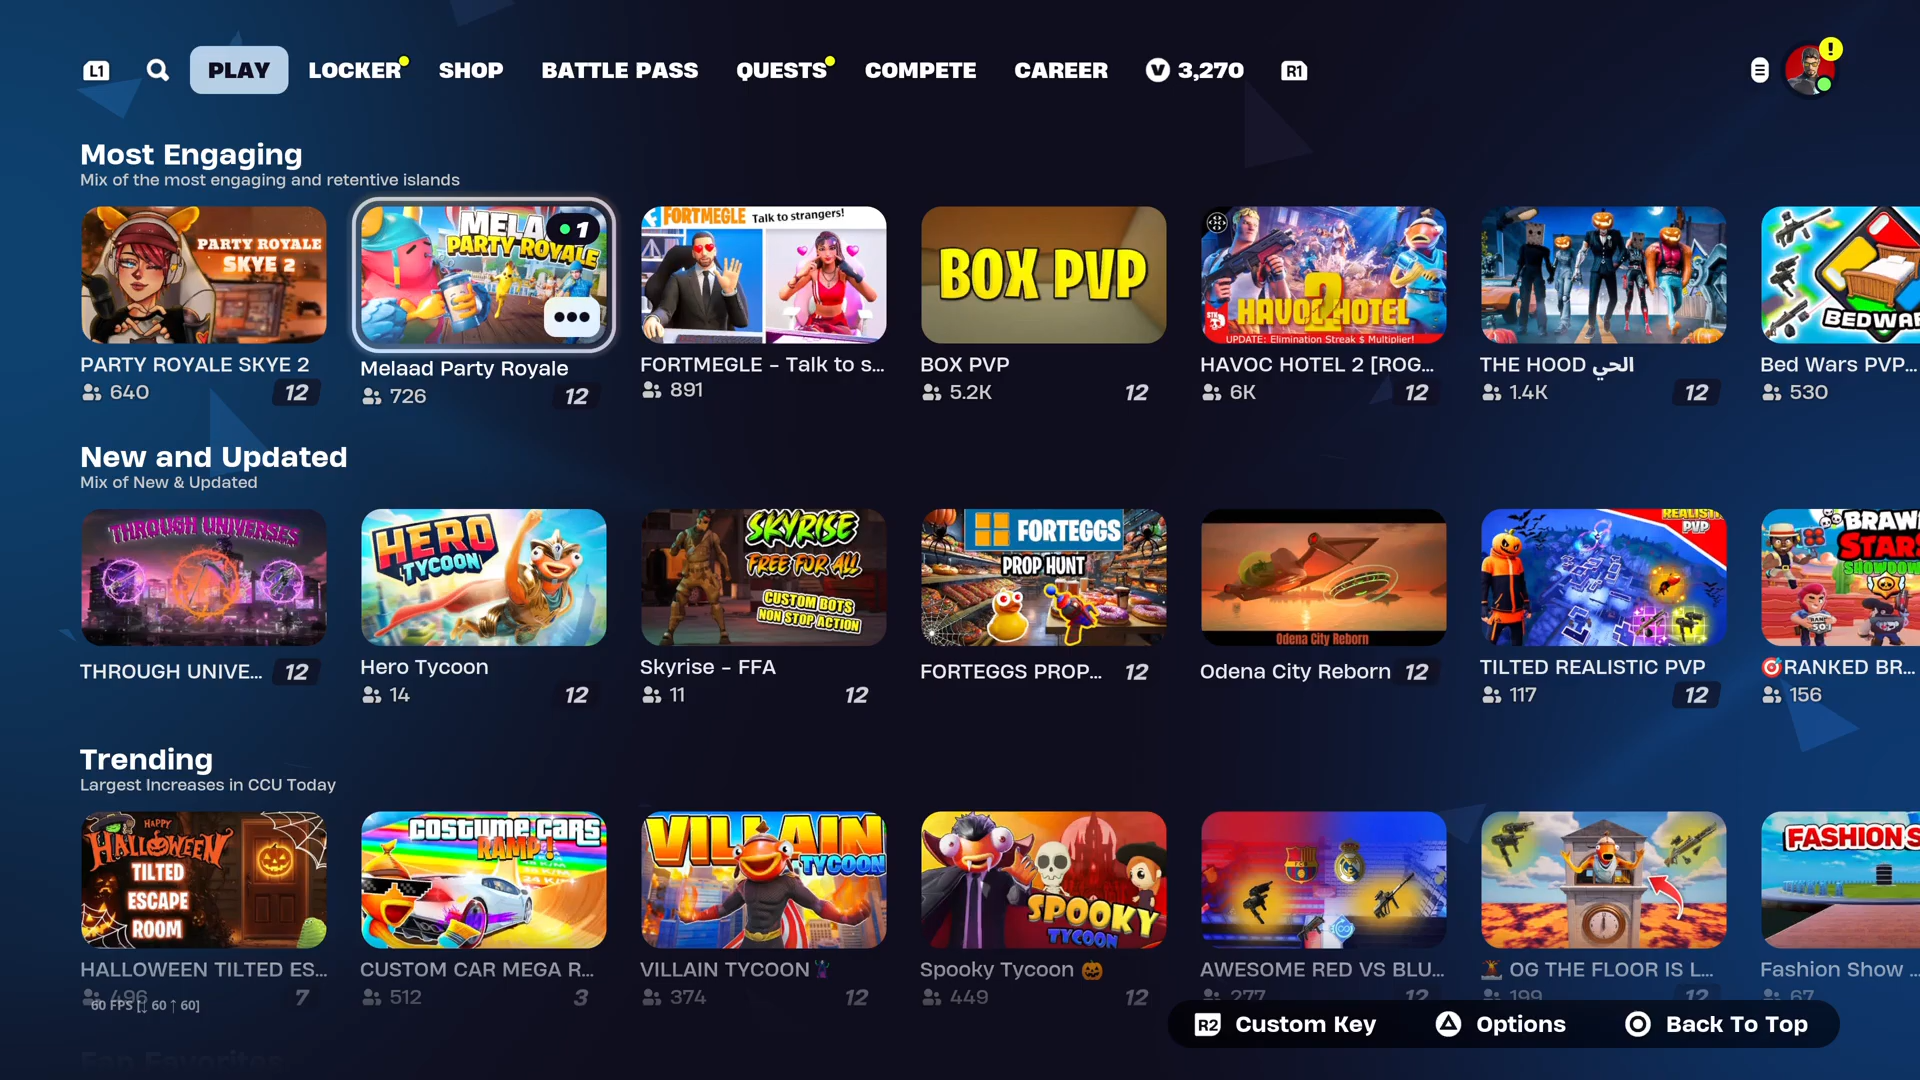 L1
PLAY
LOCKER
SHOP
BATTLE PASS
QUESTS
COMPETE
CAREER
V 3,270
R1
!
Most Engaging
Mix of the most engaging and retentive islands
PARTY ROYALE
SKYE 2
MELA
PARTY ROYALE
1
FORTMEGLE Talk to strangers!
BOX PVP
HAVOC HOTEL
2
UPDATE: Elimination Streak $ Multiplier!
BEDWAR
PARTY ROYALE SKYE 2
640
12
Melaad Party Royale
726
12
FORTMEGLE - Talk to s...
891
BOX PVP
5.2K
12
HAVOC HOTEL 2 [ROG...
6K
12
THE HOOD الحي
1.4K
12
Bed Wars PVP...
530
New and Updated
Mix of New & Updated
THROUGH UNIVERSES
HERO
TYCOON
SKYRISE
FREE FOR ALL
CUSTOM BOTS
NON STOP ACTION
FORTEGGS
PROP HUNT
Odena City Reborn
REALISTI
PVP
BRAW
STARS
SHOWDOW
THROUGH UNIVE...
12
Hero Tycoon
14
12
Skyrise - FFA
11
12
FORTEGGS PROP...
12
Odena City Reborn
12
TILTED REALISTIC PVP
117
12
🎯RANKED BR...
156
Trending
Largest Increases in CCU Today
HAPPY
HALLOWEEN
TILTED
ESCAPE
ROOM
COSTUME CARS
RAMP!
VILLAIN
TYCOON
SPOOKY
TYCOON
FASHION S
HALLOWEEN TILTED ES...
496
7
CUSTOM CAR MEGA R...
512
3
VILLAIN TYCOON🦹
374
12
Spooky Tycoon 🎃
449
12
AWESOME RED VS BLU...
277
12
🌋 OG THE FLOOR IS L...
199
12
Fashion Show ...
67
60 FPS [↓ 60 ↑ 60]
R2 Custom Key
Options
Back To Top
Fan Favorites